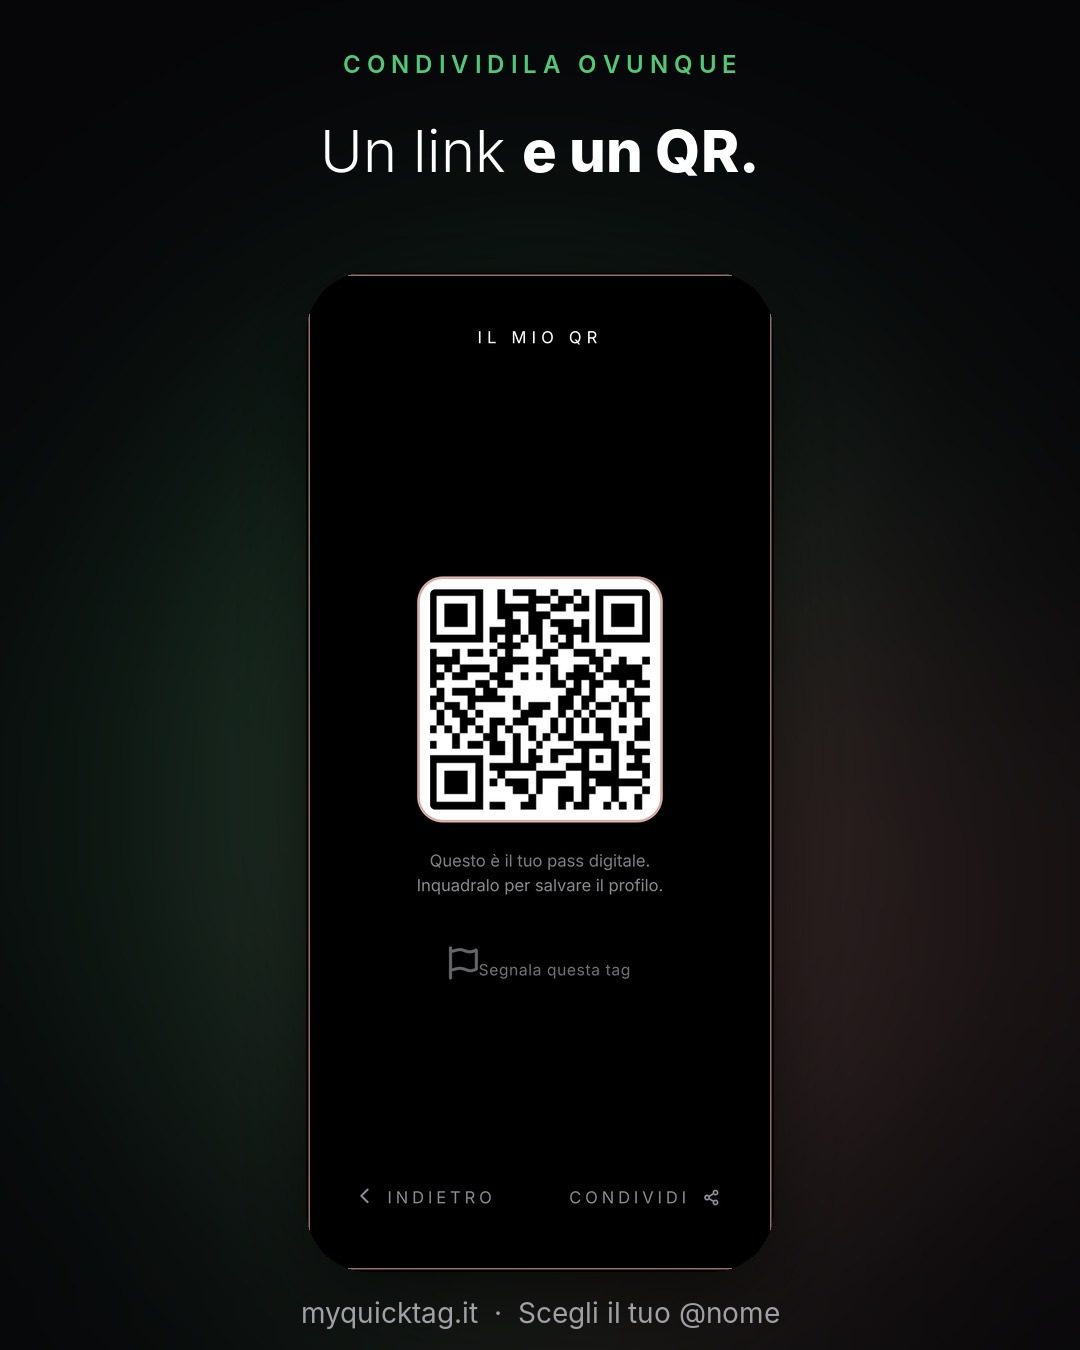 CONDIVIDILA OVUNQUE
Un link e un QR.
IL MIO QR
Questo è il tuo pass digitale.
Inquadralo per salvare il profilo.
Segnala questa tag
INDIETRO
CONDIVIDI
myquicktag.it · Scegli il tuo @nome